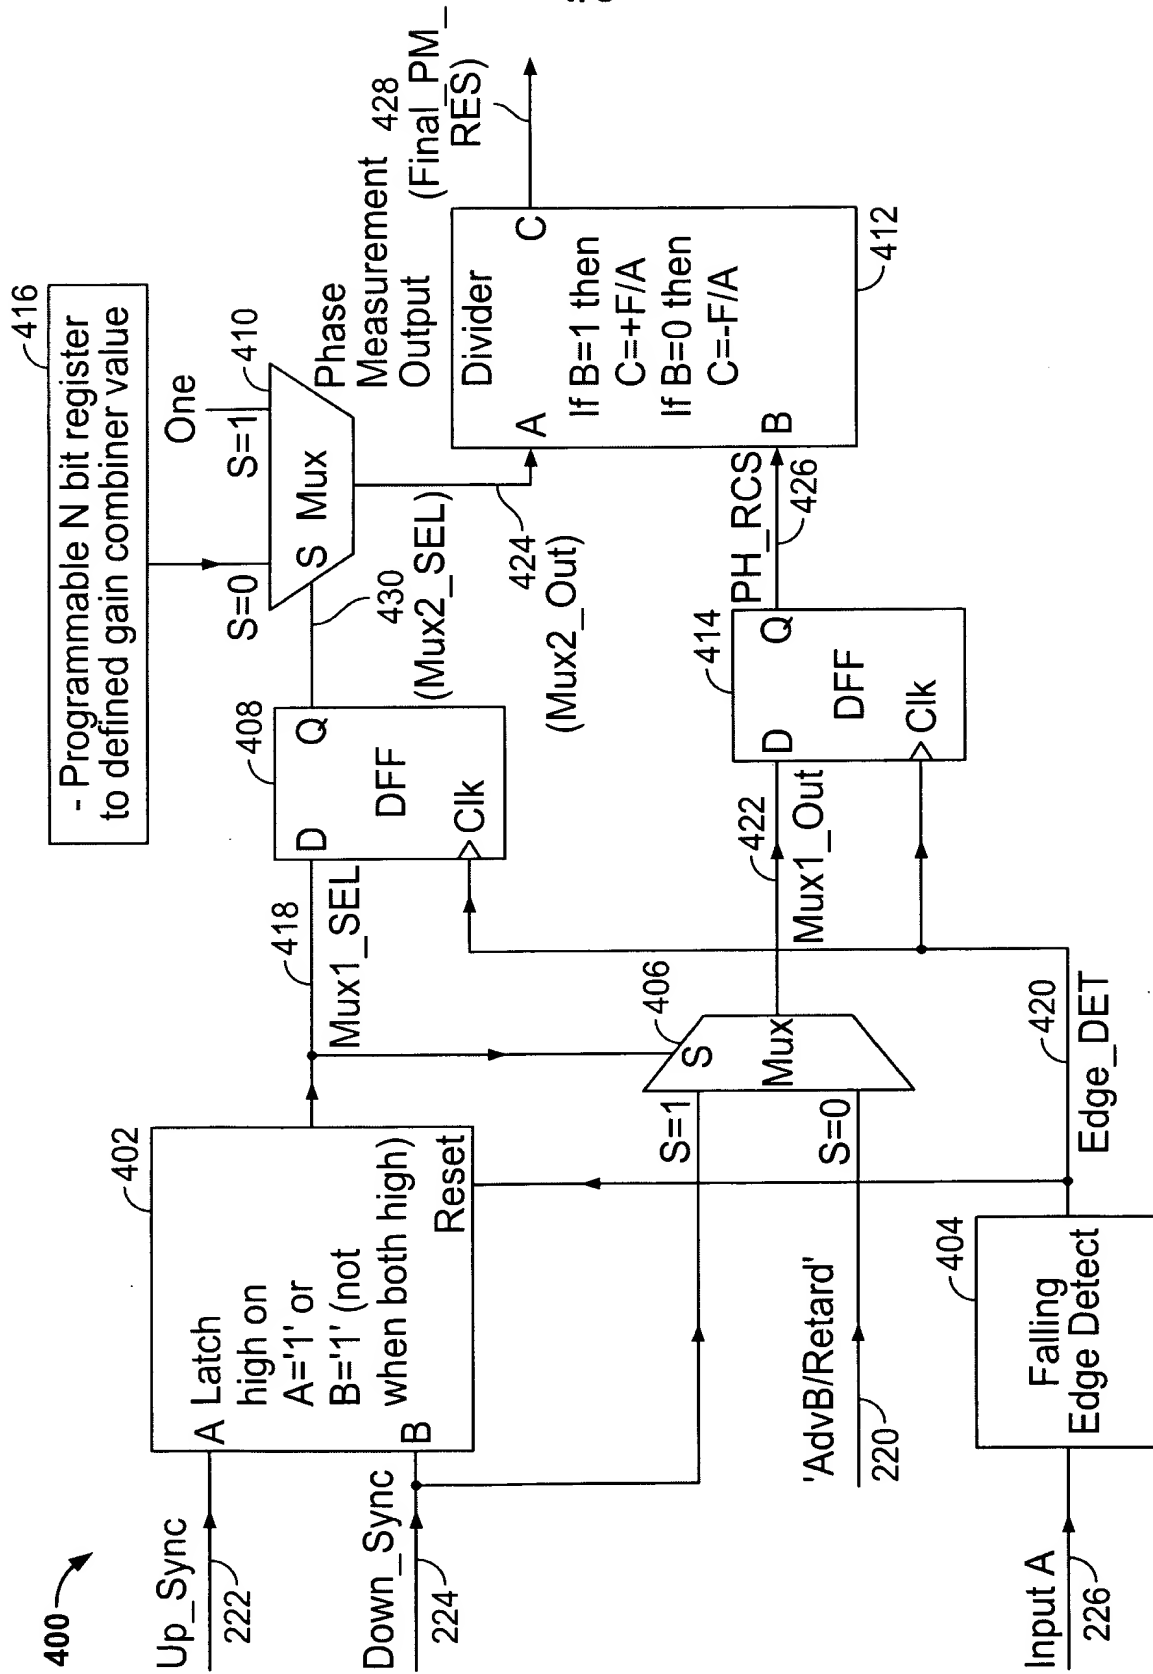 400
Up_Sync
222
Down_Sync
224
A
B
Latch
high on
A='1' or
B='1' (not
when both high)
Reset
402
418
Mux1_SEL
D
Q
DFF
Clk
408
- Programmable N bit register
to defined gain combiner value
416
S=0
S=1
One
S
Mux
410
430
(Mux2_SEL)
424
(Mux2_Out)
'AdvB/Retard'
220
S=1
S=0
S
Mux
406
422
Mux1_Out
D
Q
DFF
Clk
414
PH_RCS
426
Phase
Measurement
Output
428
(Final_PM_
RES)
A
B
C
Divider
If B=1 then
C=+F/A
If B=0 then
C=-F/A
412
Input A
226
Falling
Edge Detect
404
420
Edge_DET